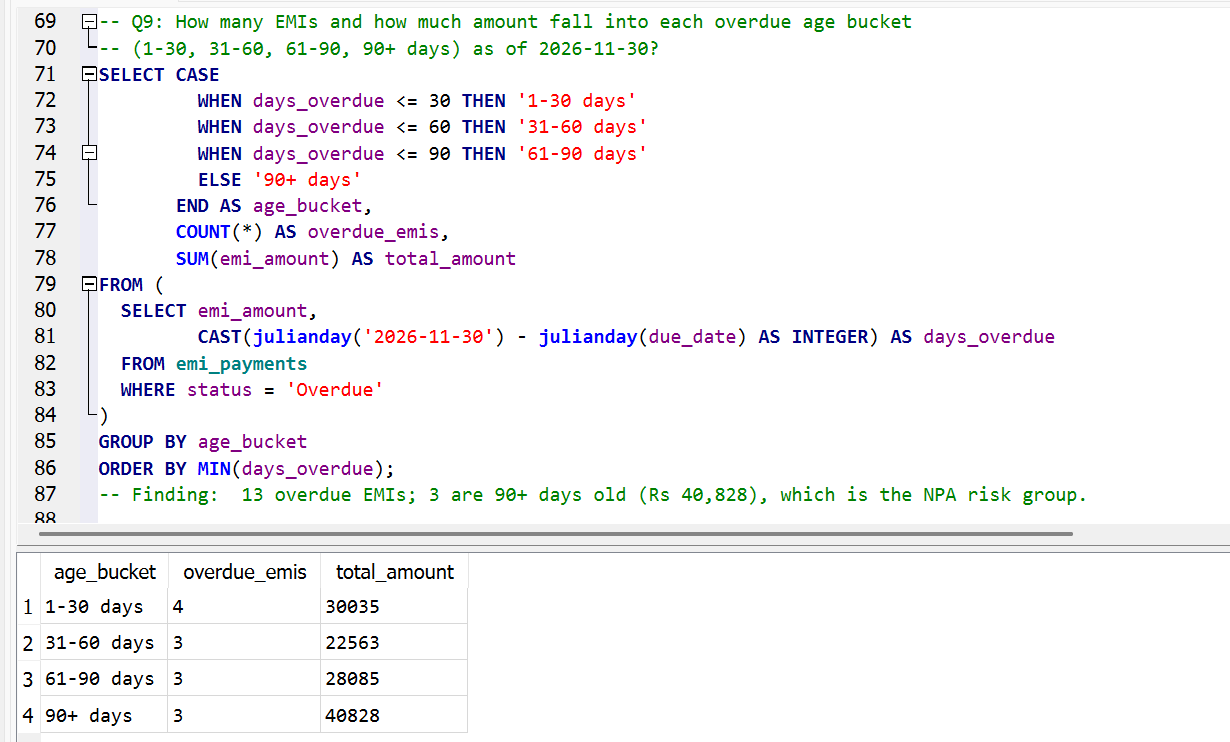 69 -- Q9: How many EMIs and how much amount fall into each overdue age bucket
70 -- (1-30, 31-60, 61-90, 90+ days) as of 2026-11-30?
71 SELECT CASE
72 WHEN days_overdue <= 30 THEN '1-30 days'
73 WHEN days_overdue <= 60 THEN '31-60 days'
74 WHEN days_overdue <= 90 THEN '61-90 days'
75 ELSE '90+ days'
76 END AS age_bucket,
77 COUNT(*) AS overdue_emis,
78 SUM(emi_amount) AS total_amount
79 FROM (
80 SELECT emi_amount,
81 CAST(julianday('2026-11-30') - julianday(due_date) AS INTEGER) AS days_overdue
82 FROM emi_payments
83 WHERE status = 'Overdue'
84 )
85 GROUP BY age_bucket
86 ORDER BY MIN(days_overdue);
87 -- Finding:  13 overdue EMIs; 3 are 90+ days old (Rs 40,828), which is the NPA risk group.
88
age_bucket overdue_emis total_amount
1 1-30 days 4 30035
2 31-60 days 3 22563
3 61-90 days 3 28085
4 90+ days 3 40828